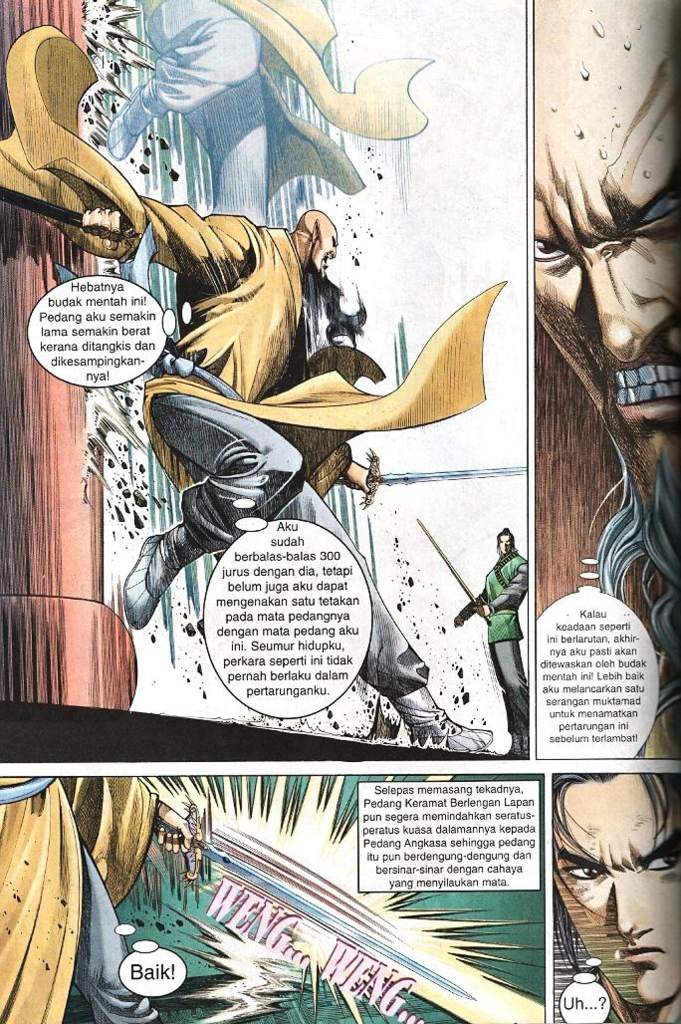 Hebatnya
budak mentah ini!
Pedang aku semakin
lama semakin berat
kerana ditangkis dan
dikesampingkan-
nya!
Aku
sudah
berbalas-balas 300
jurus dengan dia, tetapi
belum juga aku dapat
mengenakan satu tetakan
pada mata pedangnya
dengan mata pedang aku
ini. Seumur hidupku,
perkara seperti ini tidak
pernah berlaku dalam
pertarunganku.
Kalau
keadaan seperti
ini berlarutan, akhir-
nya aku pasti akan
ditewaskan oleh budak
mentah ini! Lebih baik
aku melancarkan satu
serangan muktamad
untuk menamatkan
pertarungan ini
sebelum terlambat!
Selepas memasang tekadnya,
Pedang Keramat Berlengan Lapan
pun segera memindahkan seratus-
peratus kuasa dalamannya kepada
Pedang Angkasa sehingga pedang
itu pun berdengung-dengung dan
bersinar-sinar dengan cahaya
yang menyilaukan mata.
WENG... WENG...
Baik!
Uh...?